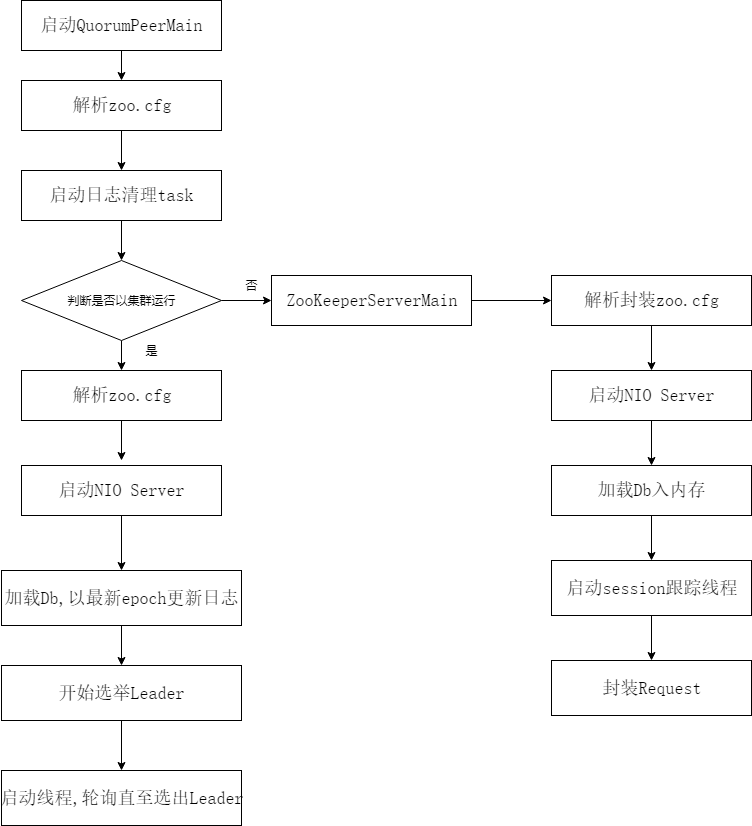 启动QuorumPeerMain
解析zoo.cfg
启动日志清理task
判断是否以集群运行
否
ZooKeeperServerMain
解析封装zoo.cfg
是
解析zoo.cfg
启动NIO Server
启动NIO Server
加载Db入内存
加载Db,以最新epoch更新日志
启动session跟踪线程
开始选举Leader
封装Request
启动线程,轮询直至选出Leader